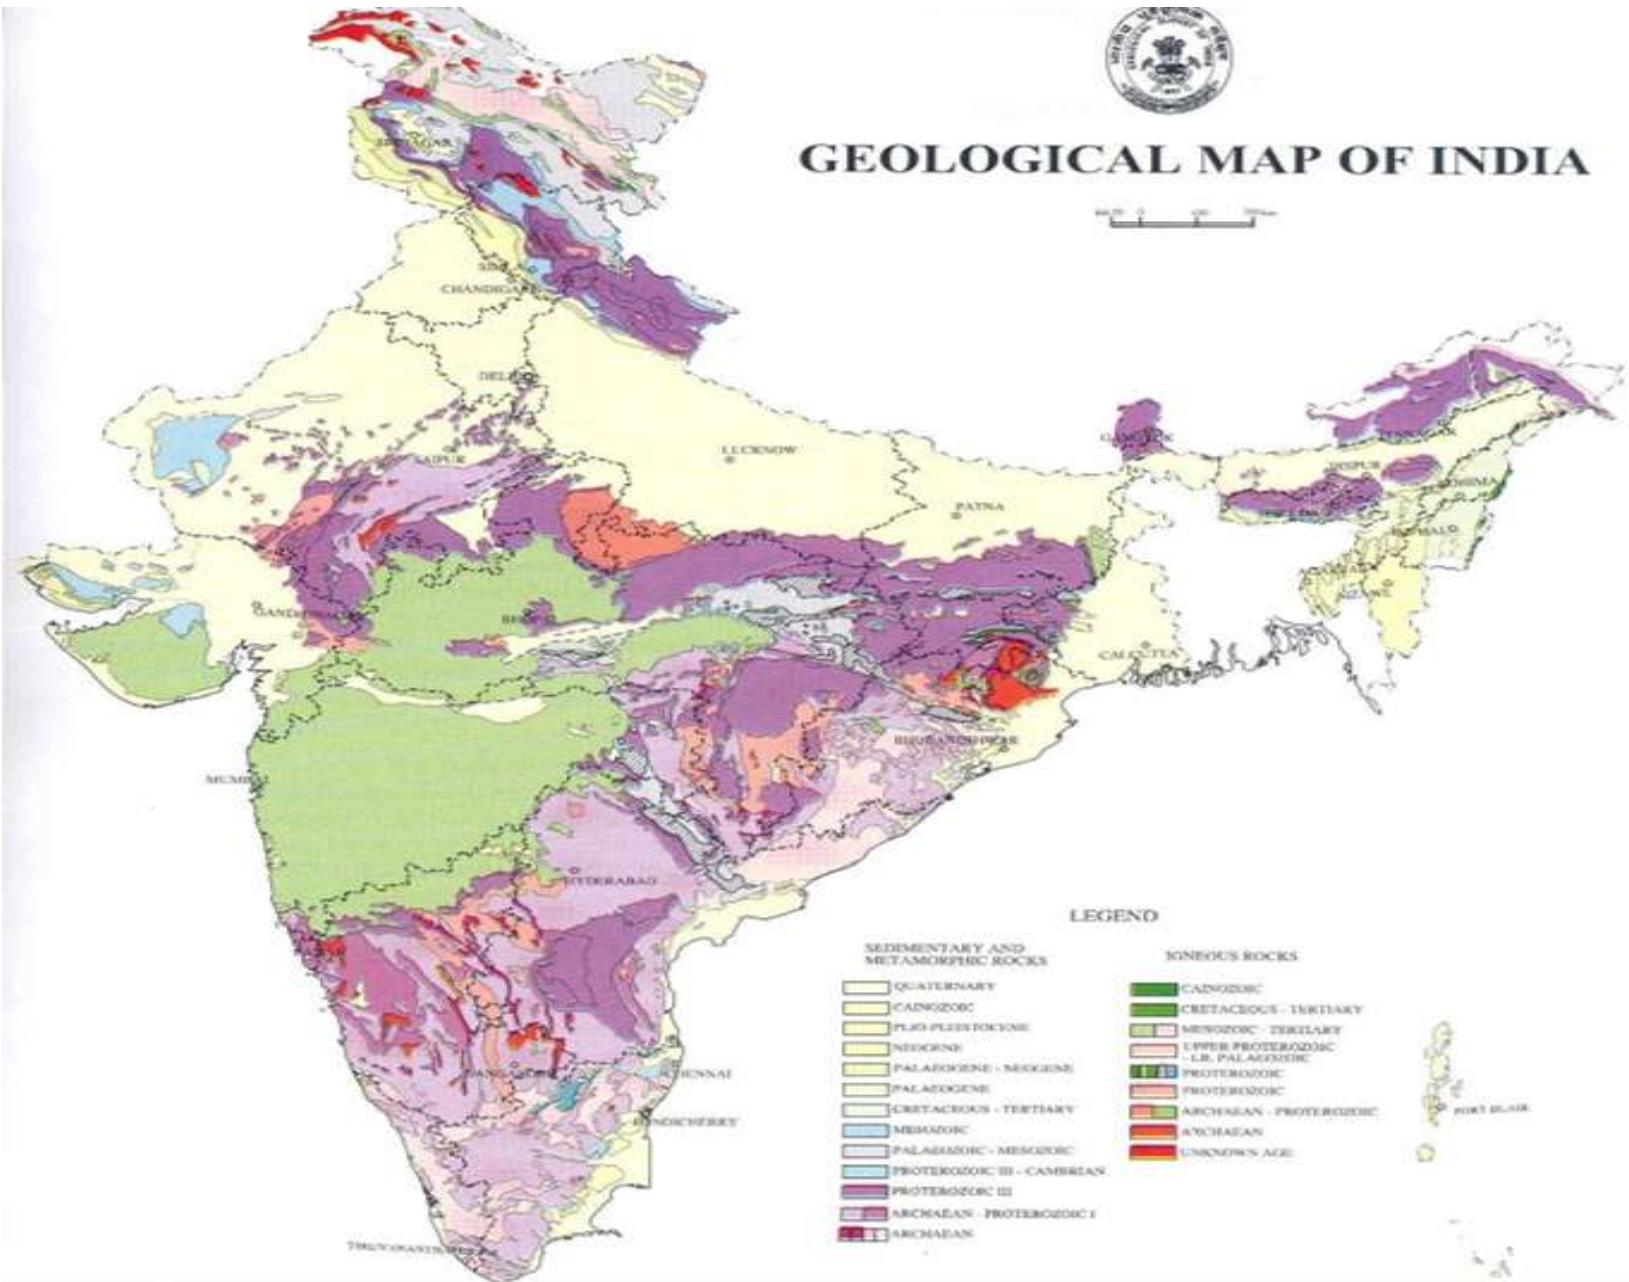 GEOLOGICAL MAP OF INDIA
CHANDIGARH
DELHI
JAIPUR
LUCKNOW
PATNA
GANGTOK
DISPUR
KOHIMA
CALCUTTA
MUMBAI
HYDERABAD
CHENNAI
PONDICHERRY
PORT BLAIR
LEGEND
SEDIMENTARY AND
METAMORPHIC ROCKS
QUATERNARY
CAINOZOIC
PLIO-PLEISTOCENE
NEOGENE
PALAEOGENE - NEOGENE
PALAEOGENE
CRETACEOUS - TERTIARY
MESOZOIC
PALAEOZOIC - MESOZOIC
PROTEROZOIC III - CAMBRIAN
PROTEROZOIC III
ARCHAEAN - PROTEROZOIC I
ARCHAEAN
IGNEOUS ROCKS
CAINOZOIC
CRETACEOUS - TERTIARY
MESOZOIC - TERTIARY
UPPER PROTEROZOIC
- LR. PALAEOZOIC
PROTEROZOIC
PROTEROZOIC
ARCHAEAN - PROTEROZOIC
ARCHAEAN
UNKNOWN AGE